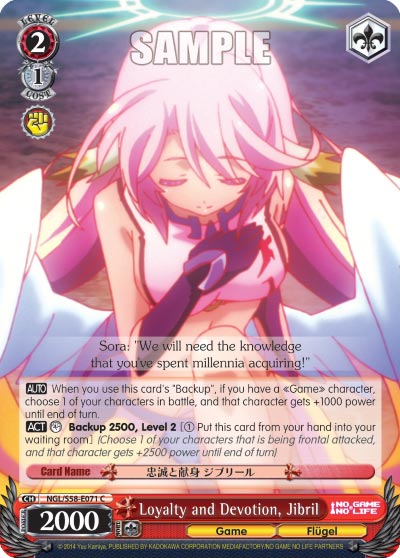 LEVEL
2
1
COST
SAMPLE
Sora: "We will need the knowledge
that you've spent millennia acquiring!"
AUTO When you use this card's "Backup", if you have a «Game» character,
choose 1 of your characters in battle, and that character gets +1000 power
until end of turn.
ACT Backup 2500, Level 2 [① Put this card from your hand into your
waiting room] (Choose 1 of your characters that is being frontal attacked,
and that character gets +2500 power until end of turn)
Card Name 忠誠と献身 ジブリール
CH NGL/S58-E071 C
POWER 2000
Loyalty and Devotion, Jibril
NO GAME
NO LIFE
Game Flügel
© 2014 Yuu Kamiya, PUBLISHED BY KADOKAWA CORPORATION MEDIAFACTORY/NO GAME NO LIFE PARTNERS